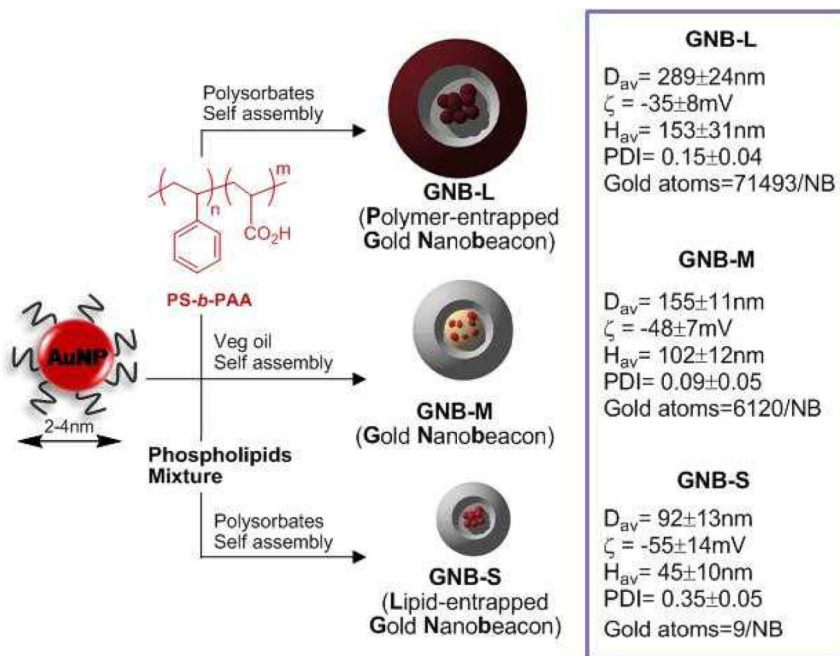 Polysorbates
Self assembly
m
n
CO2H
PS-b-PAA
GNB-L
(Polymer-entrapped
Gold Nanobeacon)
AuNP
2-4nm
Veg oil
Self assembly
GNB-M
(Gold Nanobeacon)
Phospholipids
Mixture
Polysorbates
Self assembly
GNB-S
(Lipid-entrapped
Gold Nanobeacon)
GNB-L
Dav= 289±24nm
ζ = -35±8mV
Hav= 153±31nm
PDI= 0.15±0.04
Gold atoms=71493/NB
GNB-M
Dav= 155±11nm
ζ = -48±7mV
Hav= 102±12nm
PDI= 0.09±0.05
Gold atoms=6120/NB
GNB-S
Dav= 92±13nm
ζ = -55±14mV
Hav= 45±10nm
PDI= 0.35±0.05
Gold atoms=9/NB